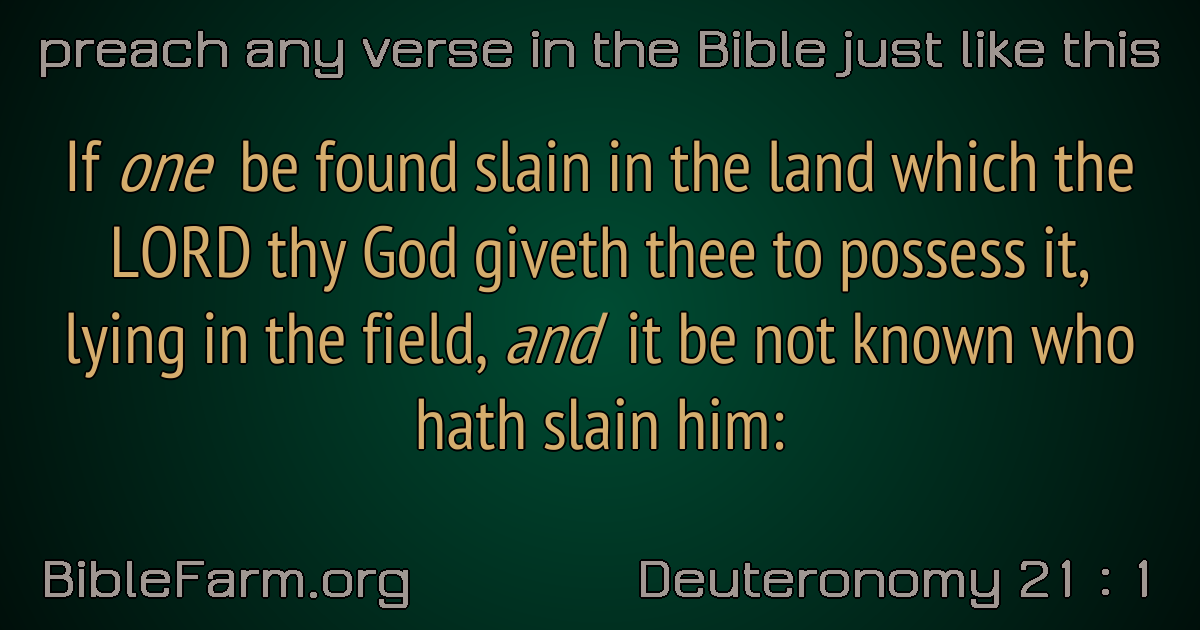 preach any verse in the Bible just like this
If one be found slain in the land which the
LORD thy God giveth thee to possess it,
lying in the field, and it be not known who
hath slain him:
BibleFarm.org
Deuteronomy 21 : 1